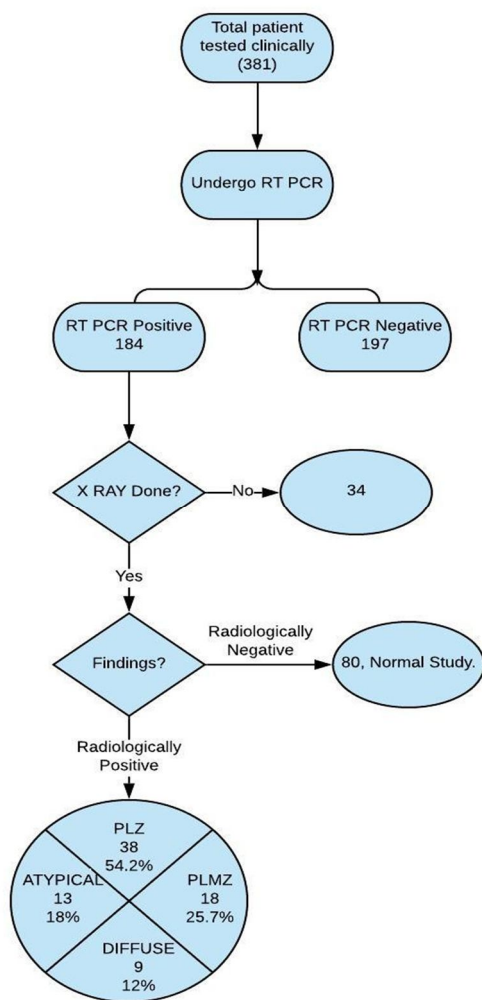 Total patient
tested clinically
(381)
Undergo RT PCR
RT PCR Positive
184
RT PCR Negative
197
X RAY Done?
No
34
Yes
Findings?
Radiologically
Negative
80, Normal Study.
Radiologically
Positive
PLZ
38
54.2%
ATYPICAL
13
18%
PLMZ
18
25.7%
DIFFUSE
9
12%